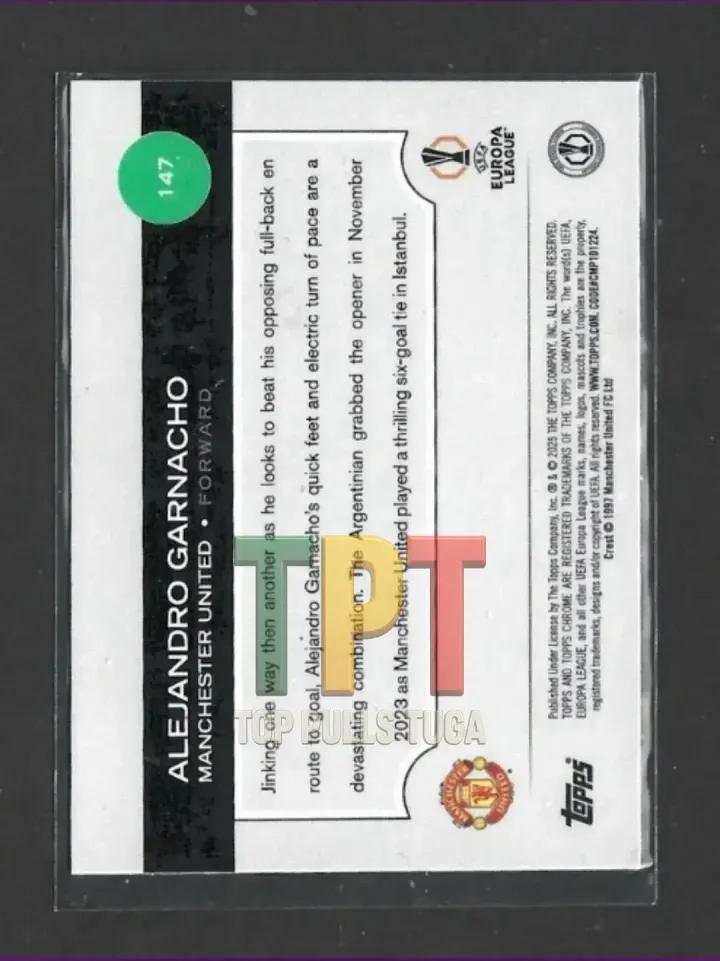 147
ALEJANDRO GARNACHO
MANCHESTER UNITED • FORWARD
Jinking one way then another as he looks to beat his opposing full-back en
route to goal, Alejandro Garnacho's quick feet and electric turn of pace are a
devastating combination. The Argentinian grabbed the opener in November
2023 as Manchester United played a thrilling six-goal tie in Istanbul.
UEFA
EUROPA
LEAGUE
MANCHESTER
UNITED
TPT
TOP PULLS TUGA
Published Under License by The Topps Company, Inc. ® & © 2025 THE TOPPS COMPANY, INC. ALL RIGHTS RESERVED.
TOPPS AND TOPPS CHROME ARE REGISTERED TRADEMARKS OF THE TOPPS COMPANY, INC. The word(s) UEFA,
EUROPA LEAGUE, and all other UEFA Europa League marks, names, logos, mascots and trophies are the property,
registered trademarks, designs and/or copyright of UEFA. All rights reserved. WWW.TOPPS.COM. CODE#CMP101224.
Crest © 1997 Manchester United FC Ltd
topps